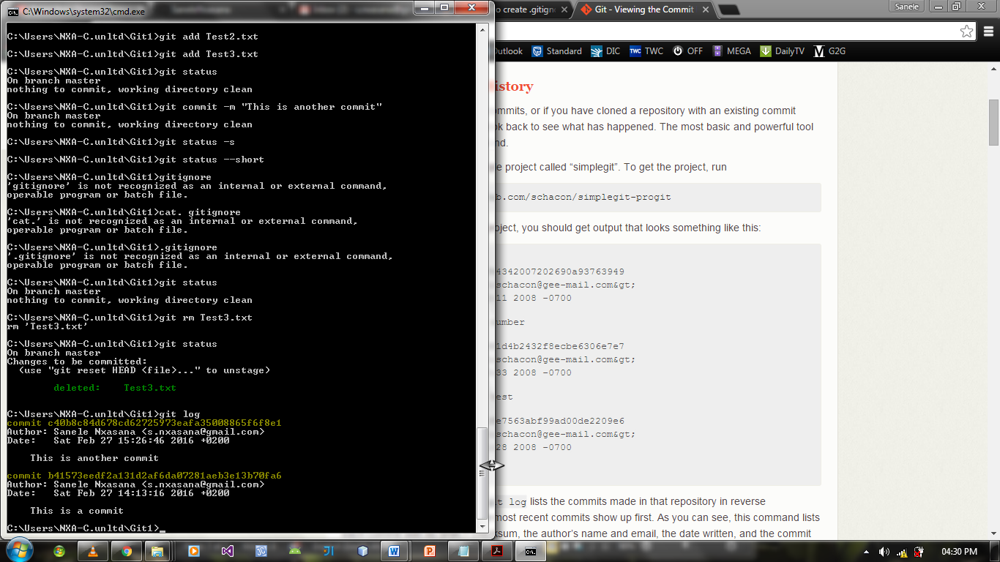 C:\Windows\system32\cmd.exe
C:\Users\NXA-C.unltd\Git1>git add Test2.txt
C:\Users\NXA-C.unltd\Git1>git add Test3.txt
C:\Users\NXA-C.unltd\Git1>git status
On branch master
nothing to commit, working directory clean
C:\Users\NXA-C.unltd\Git1>git commit -m "This is another commit"
On branch master
nothing to commit, working directory clean
C:\Users\NXA-C.unltd\Git1>git status -s
C:\Users\NXA-C.unltd\Git1>git status --short
C:\Users\NXA-C.unltd\Git1>gitignore
'gitignore' is not recognized as an internal or external command,
operable program or batch file.
C:\Users\NXA-C.unltd\Git1>cat. gitignore
'cat.' is not recognized as an internal or external command,
operable program or batch file.
C:\Users\NXA-C.unltd\Git1>.gitignore
'.gitignore' is not recognized as an internal or external command,
operable program or batch file.
C:\Users\NXA-C.unltd\Git1>git status
On branch master
nothing to commit, working directory clean
C:\Users\NXA-C.unltd\Git1>git rm Test3.txt
rm 'Test3.txt'
C:\Users\NXA-C.unltd\Git1>git status
On branch master
Changes to be committed:
(use "git reset HEAD <file>..." to unstage)
deleted: Test3.txt
C:\Users\NXA-C.unltd\Git1>git log
commit c40b8c84d678cd62725973eafa35008865f6f8e1
Author: Sanele Nxasana <s.nxasana@gmail.com>
Date: Sat Feb 27 15:26:46 2016 +0200
This is another commit
commit b41573eedf2a131d2af6da07281aeb3e13b70fa6
Author: Sanele Nxasana <s.nxasana@gmail.com>
Date: Sat Feb 27 14:13:16 2016 +0200
This is a commit
C:\Users\NXA-C.unltd\Git1>_
o create .gitign
Git - Viewing the Commit
Sanele
Outlook Standard DIC TWC OFF MEGA DailyTV G2G
istory
mmits, or if you have cloned a repository with an existing commit
ok back to see what has happened. The most basic and powerful tool
nd.
e project called “simplegit”. To get the project, run
b.com/schacon/simplegit-progit
oject, you should get output that looks something like this:
4342007202690a93763949
schacon@gee-mail.com&gt;
11 2008 -0700
umber
1d4b2432f8ecbe6306e7e7
schacon@gee-mail.com&gt;
33 2008 -0700
est
e7563abf99ad00de2209e6
schacon@gee-mail.com&gt;
28 2008 -0700
t log lists the commits made in that repository in reverse
most recent commits show up first. As you can see, this command lists
ksum, the author’s name and email, the date written, and the commit
04:30 PM